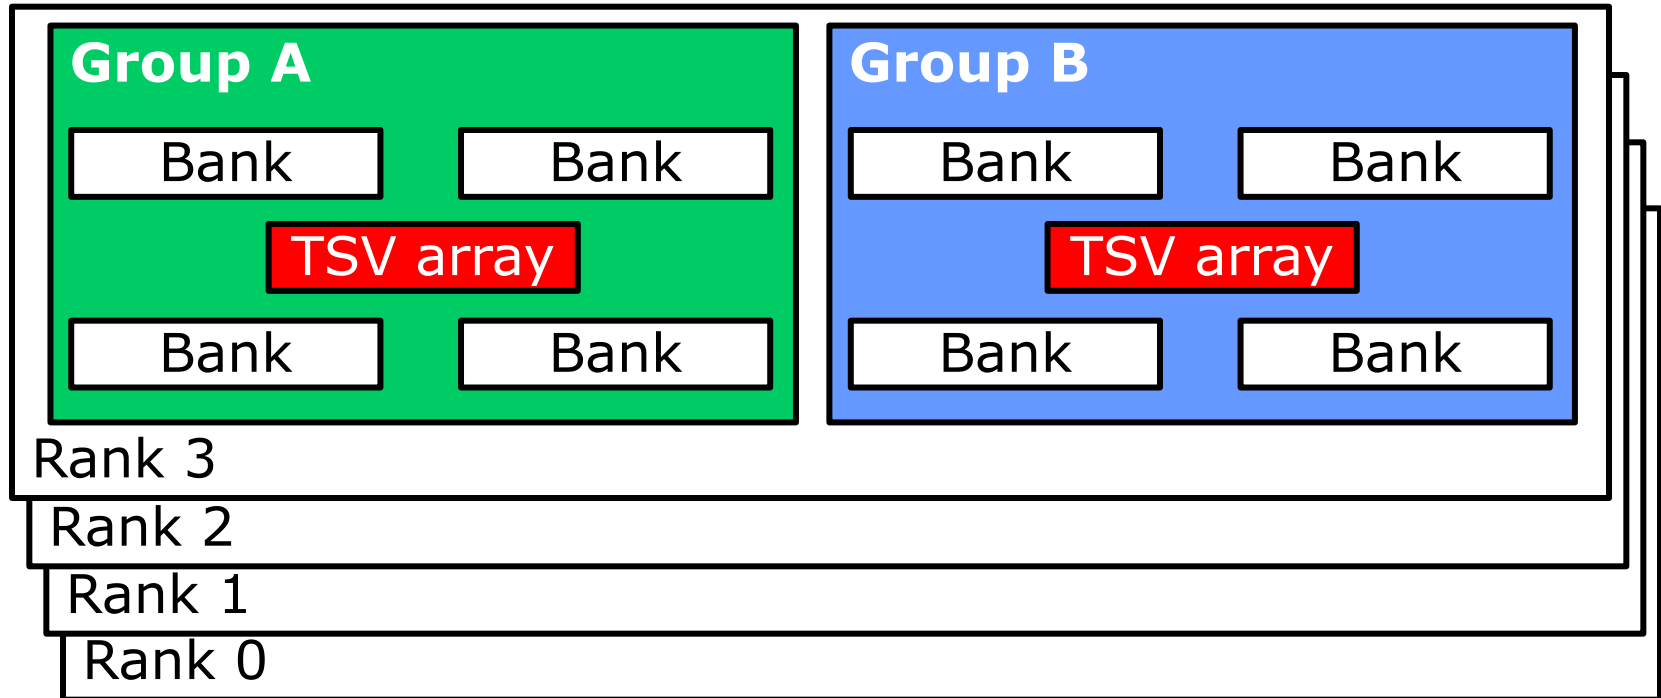 Group A
Group B
Bank
Bank
Bank
Bank
TSV array
TSV array
Bank
Bank
Bank
Bank
Rank 3
Rank 2
Rank 1
Rank 0